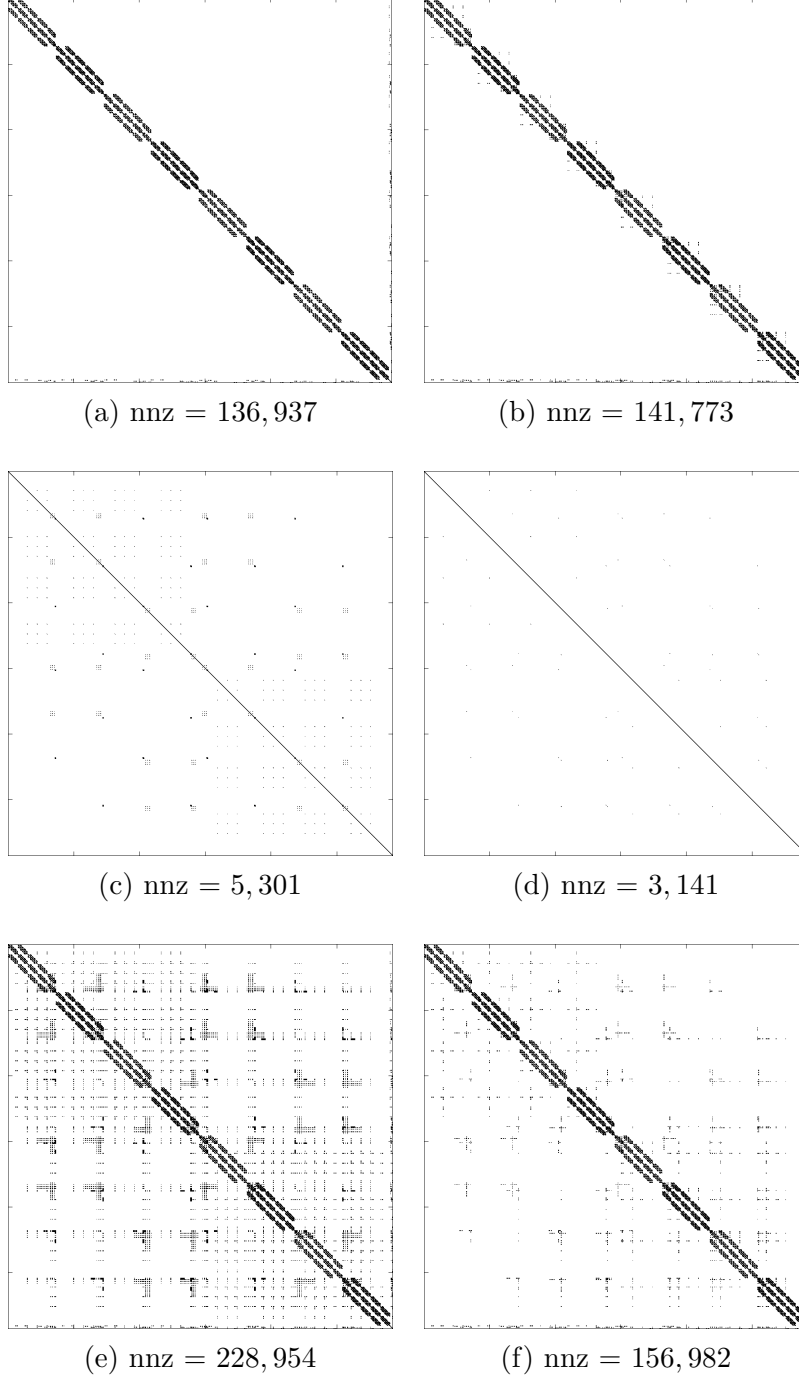 (a) nnz = 136,937
(b) nnz = 141,773
(c) nnz = 5,301
(d) nnz = 3,141
(e) nnz = 228,954
(f) nnz = 156,982